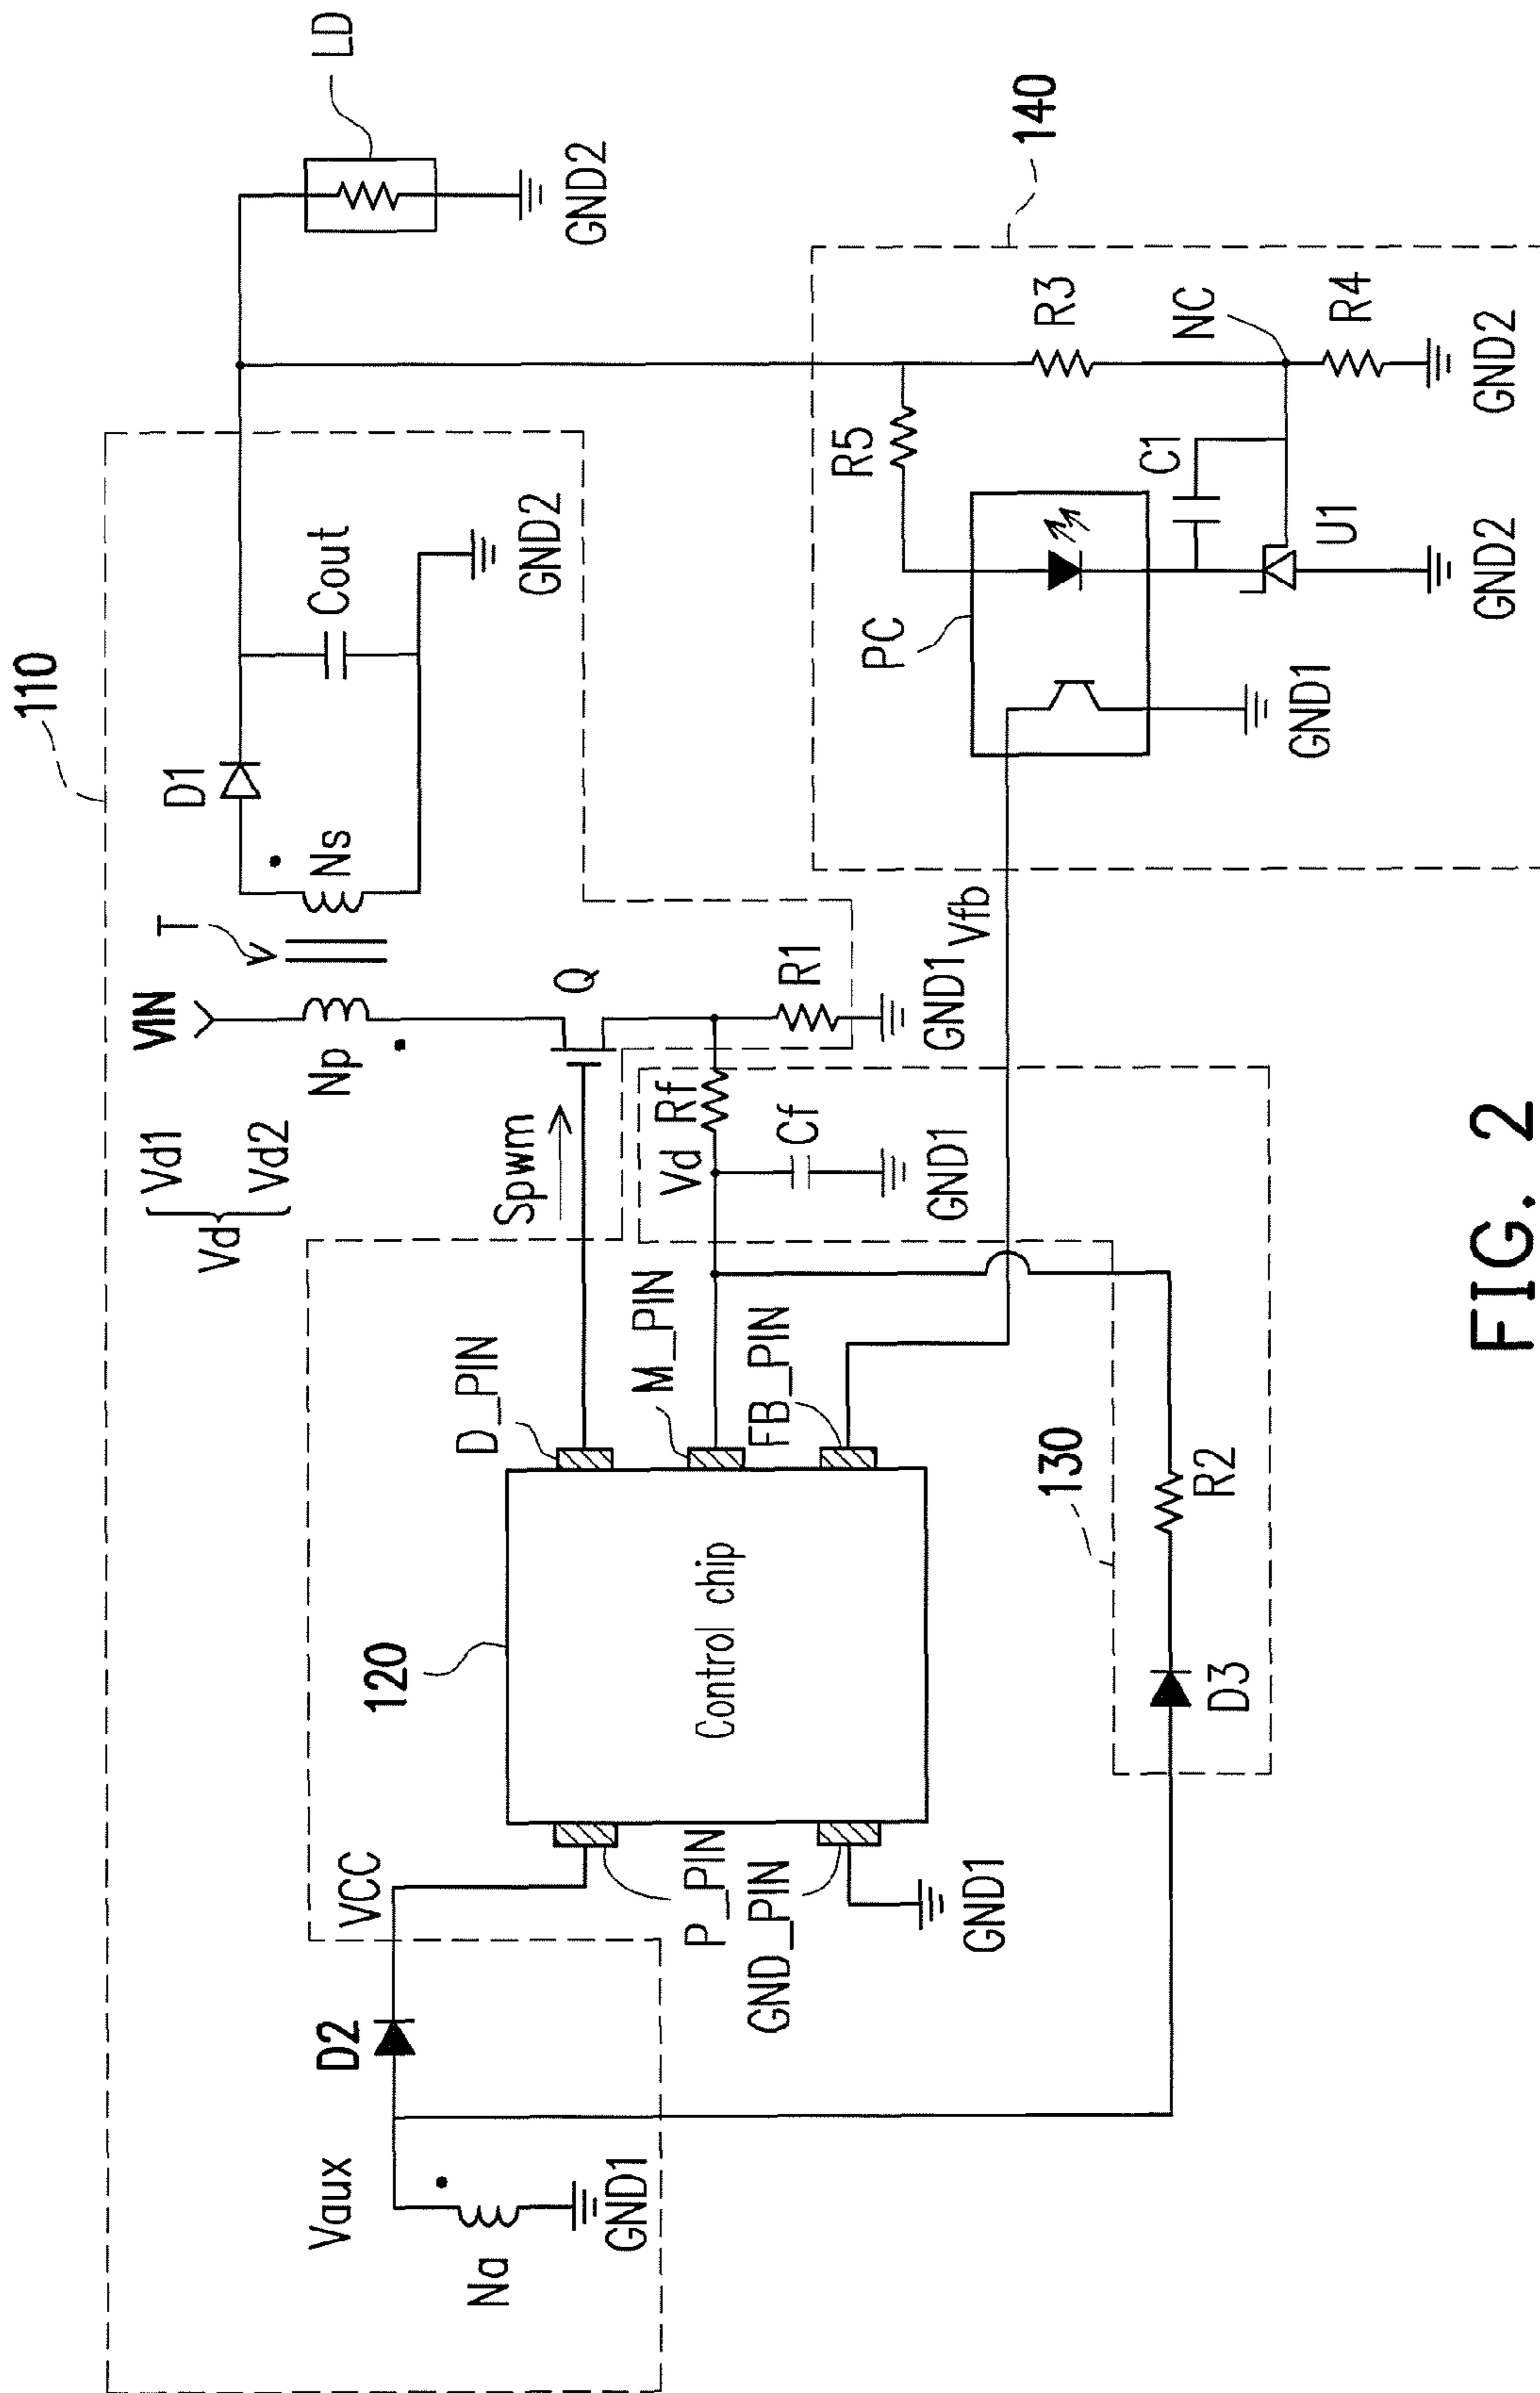 110
LD
VIN
T
D1
Vd1
Vd2
Vd
Np
Ns
Cout
GND2
GND2
Vaux
D2
VCC
Spwm
Q
Na
GND1
120
D_PIN
M_PIN
Vd
Rf
R1
Cf
GND1
GND1
P_PIN
GND_PIN
GND1
Control chip
FB_PIN
Vfb
140
PC
R5
R3
C1
NC
R4
U1
GND1
GND2
GND2
130
D3
R2
FIG. 2